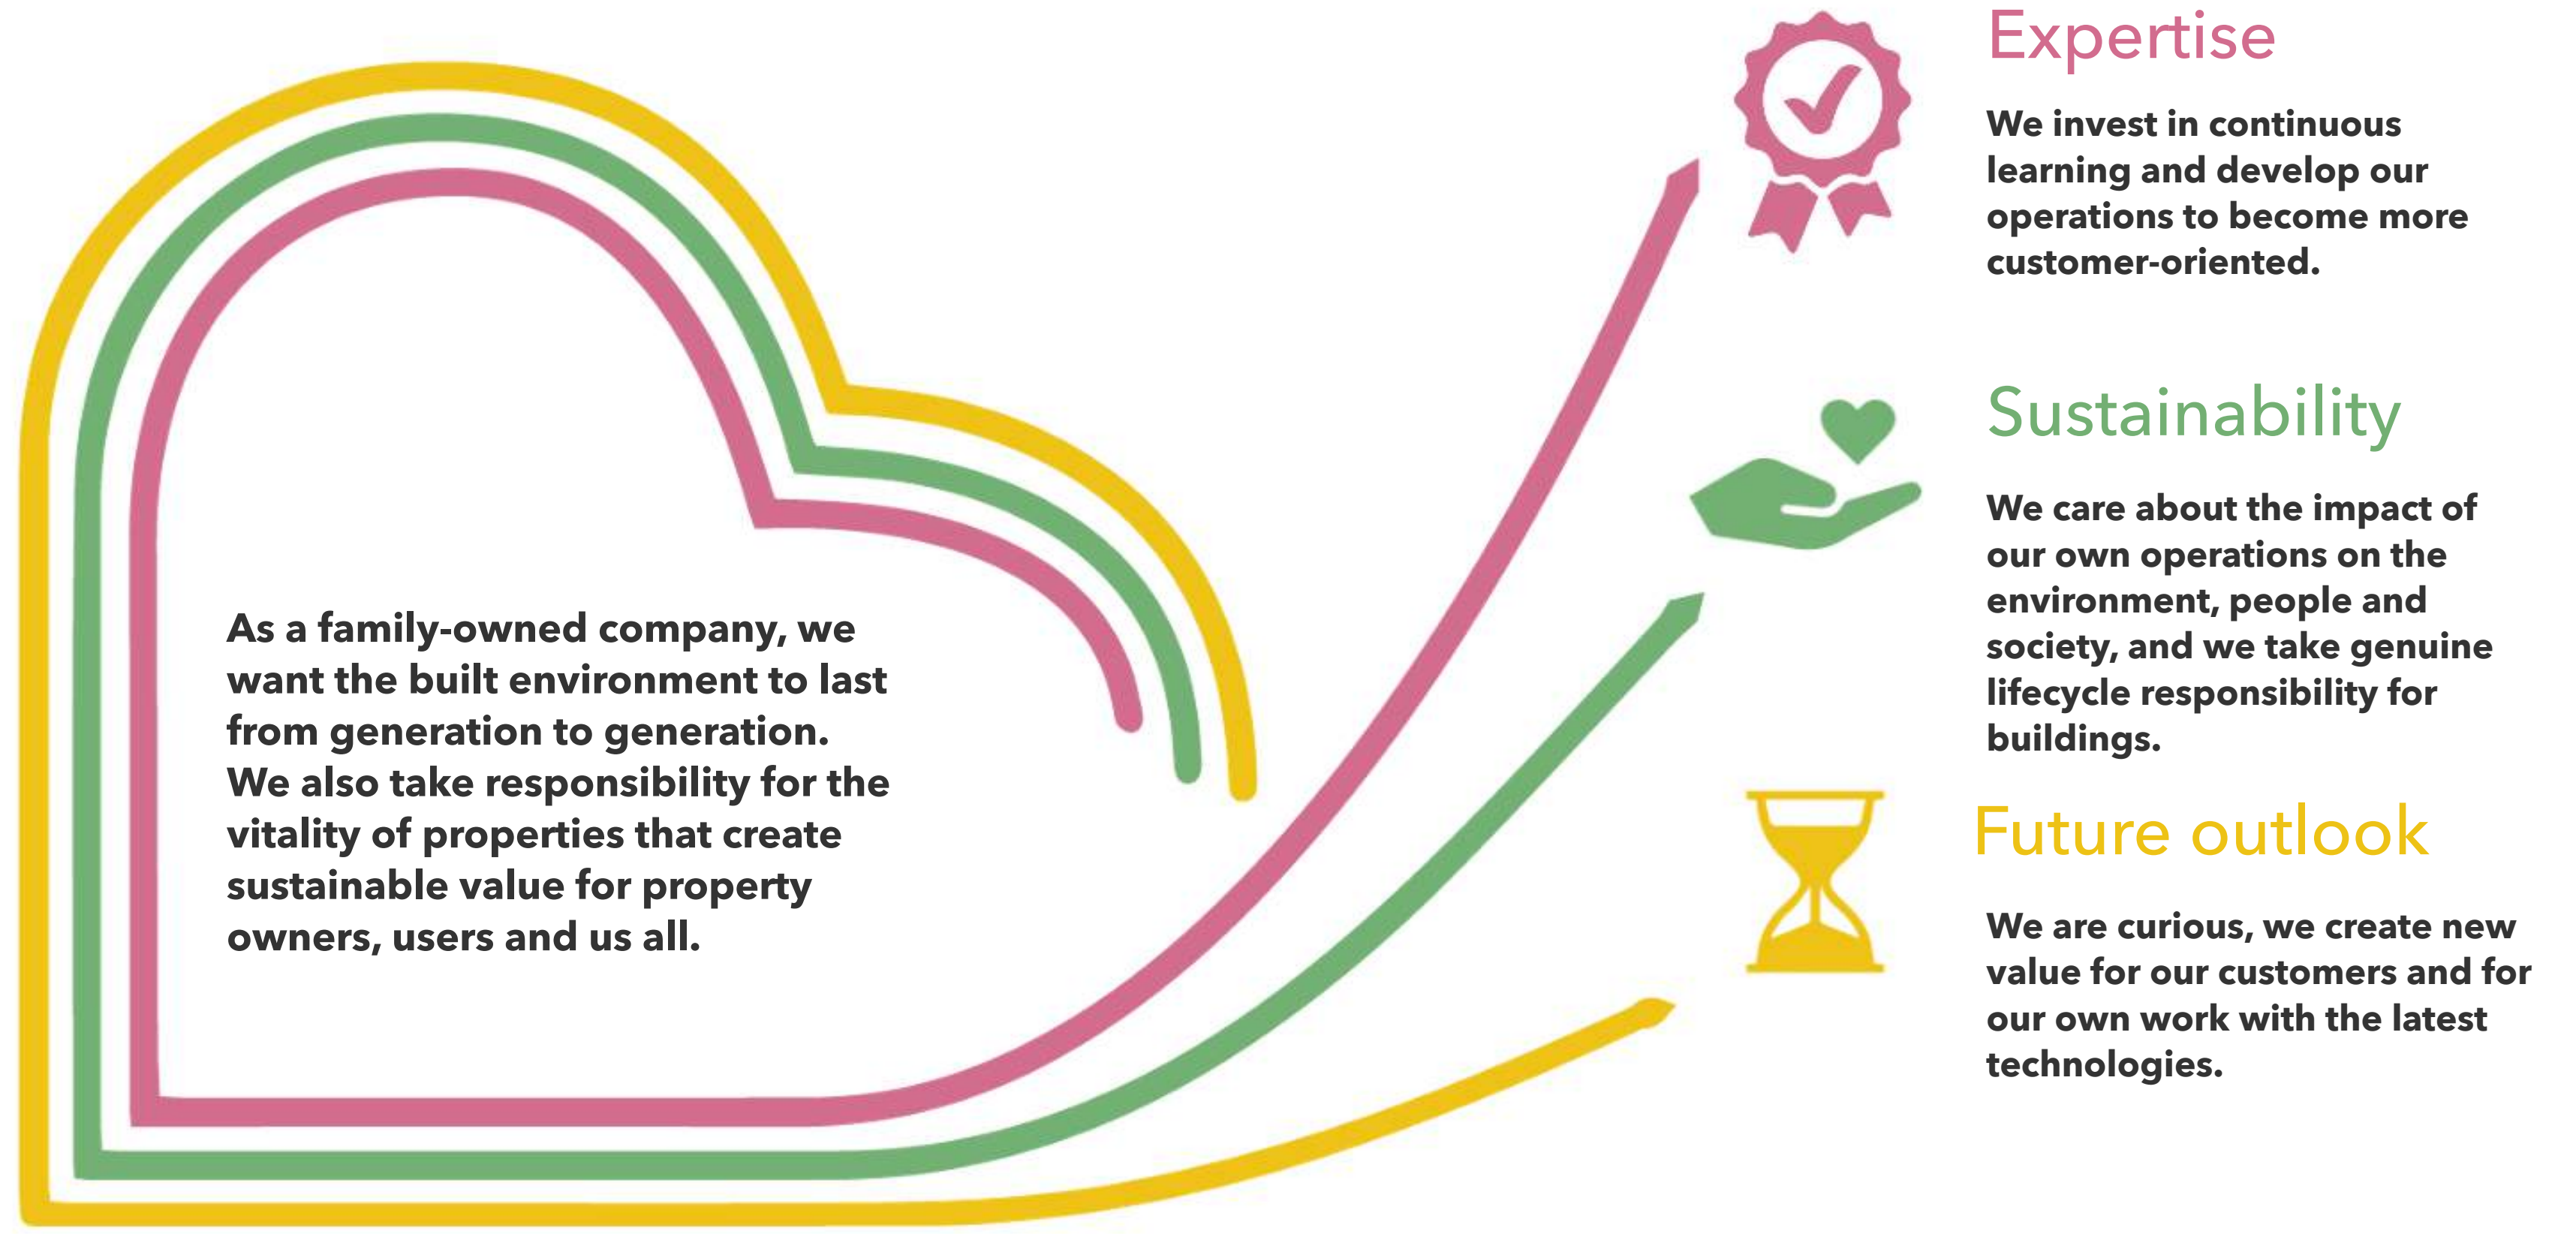 As a family-owned company, we
want the built environment to last
from generation to generation.
We also take responsibility for the
vitality of properties that create
sustainable value for property
owners, users and us all.
Expertise
We invest in continuous
learning and develop our
operations to become more
customer-oriented.
Sustainability
We care about the impact of
our own operations on the
environment, people and
society, and we take genuine
lifecycle responsibility for
buildings.
Future outlook
We are curious, we create new
value for our customers and for
our own work with the latest
technologies.